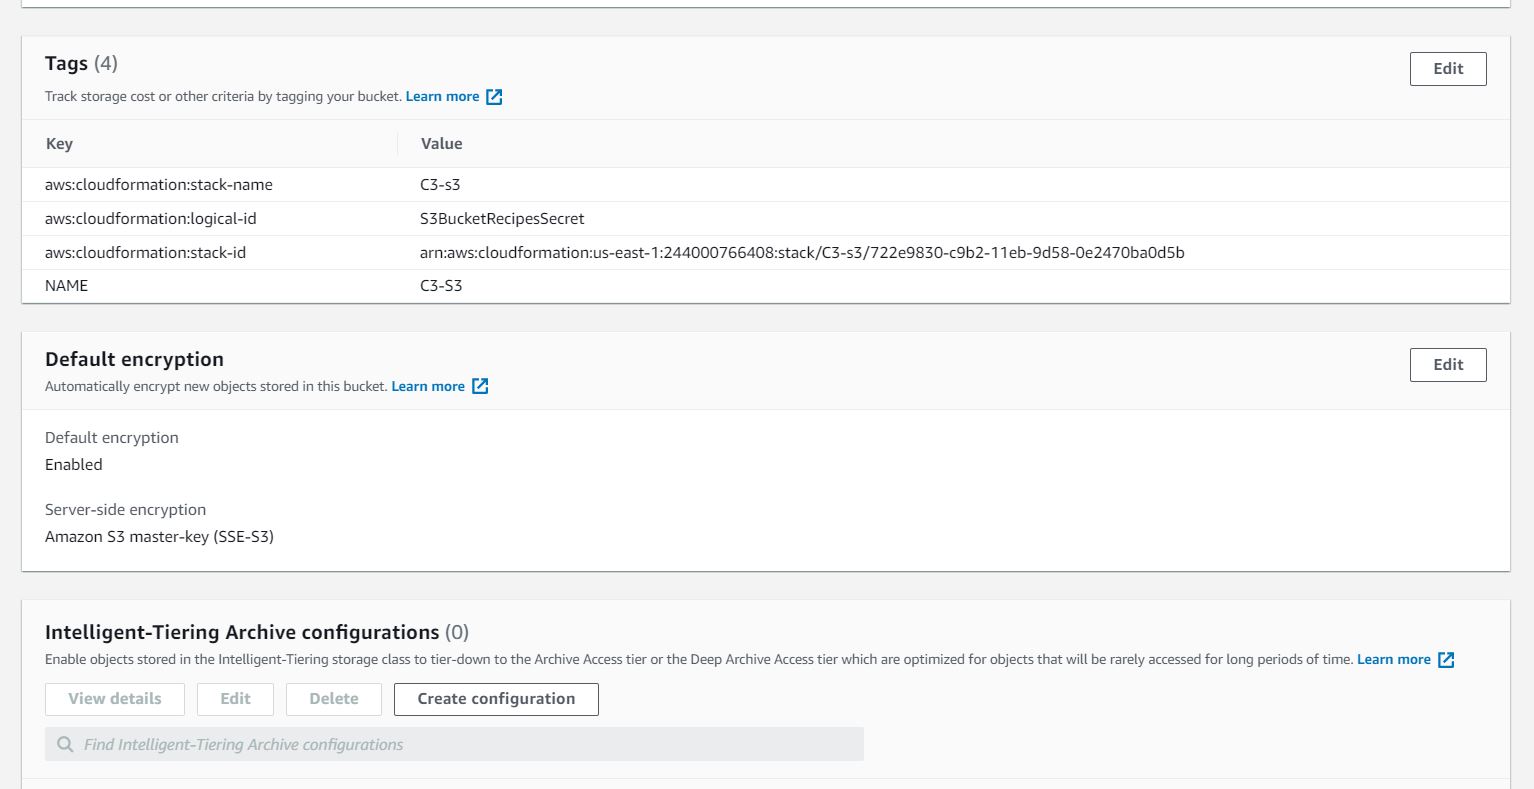 Tags (4)
Edit
Track storage cost or other criteria by tagging your bucket. Learn more
Key Value
aws:cloudformation:stack-name C3-s3
aws:cloudformation:logical-id S3BucketRecipesSecret
aws:cloudformation:stack-id arn:aws:cloudformation:us-east-1:244000766408:stack/C3-s3/722e9830-c9b2-11eb-9d58-0e2470ba0d5b
NAME C3-S3
Default encryption
Edit
Automatically encrypt new objects stored in this bucket. Learn more
Default encryption
Enabled
Server-side encryption
Amazon S3 master-key (SSE-S3)
Intelligent-Tiering Archive configurations (0)
Enable objects stored in the Intelligent-Tiering storage class to tier-down to the Archive Access tier or the Deep Archive Access tier which are optimized for objects that will be rarely accessed for long periods of time. Learn more
View details Edit Delete Create configuration
Find Intelligent-Tiering Archive configurations